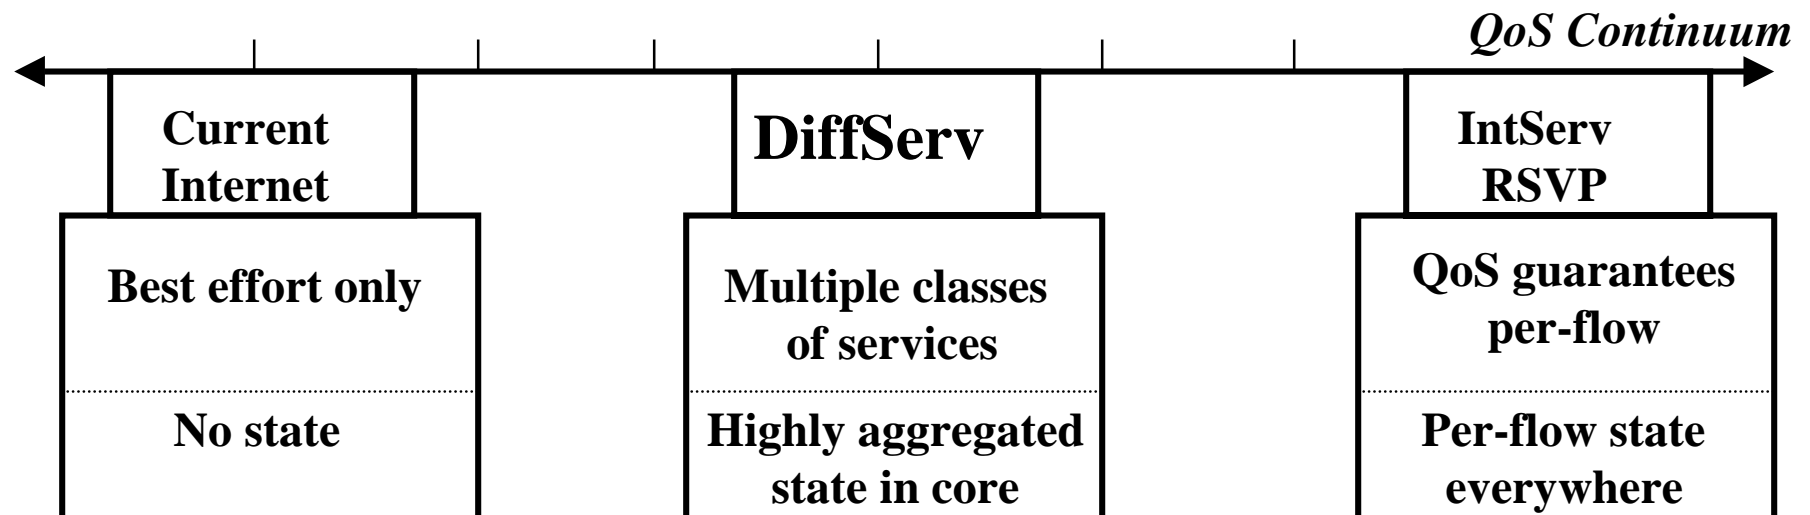 QoS Continuum
Current
Internet
Best effort only
No state
DiffServ
Multiple classes
of services
Highly aggregated
state in core
IntServ
RSVP
QoS guarantees
per-flow
Per-flow state
everywhere